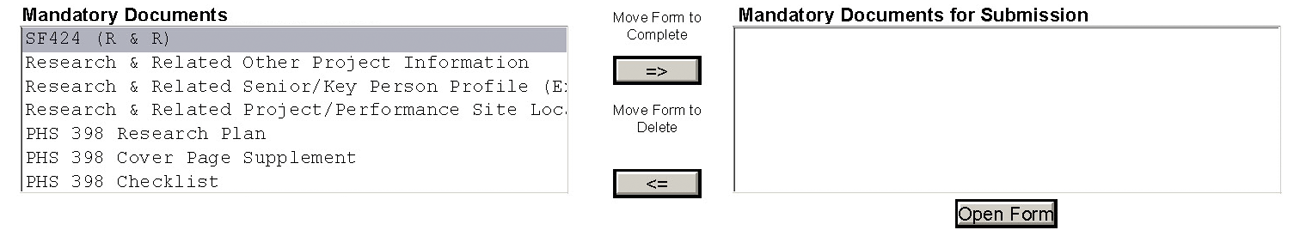 Mandatory Documents
SF424 (R & R)
Research & Related Other Project Information
Research & Related Senior/Key Person Profile (E
Research & Related Project/Performance Site Loc
PHS 398 Research Plan
PHS 398 Cover Page Supplement
PHS 398 Checklist
Move Form to
Complete
=>
Move Form to
Delete
<=
Mandatory Documents for Submission
Open Form